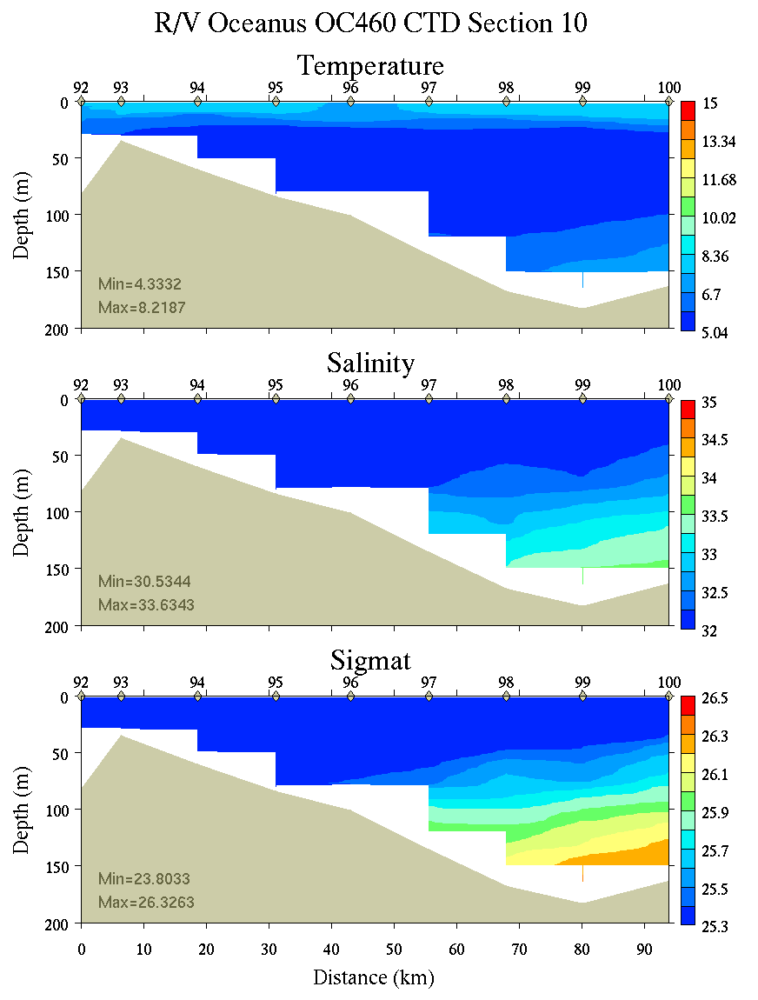 R/V Oceanus OC460 CTD Section 10
Temperature
92 93 94 95 96 97 98 99 100
0
50
100
150
200
Depth (m)
Min=4.3332
Max=8.2187
15
13.34
11.68
10.02
8.36
6.7
5.04
Salinity
92 93 94 95 96 97 98 99 100
0
50
100
150
200
Depth (m)
Min=30.5344
Max=33.6343
35
34.5
34
33.5
33
32.5
32
Sigmat
92 93 94 95 96 97 98 99 100
0
50
100
150
200
Depth (m)
Min=23.8033
Max=26.3263
26.5
26.3
26.1
25.9
25.7
25.5
25.3
0 10 20 30 40 50 60 70 80 90
Distance (km)